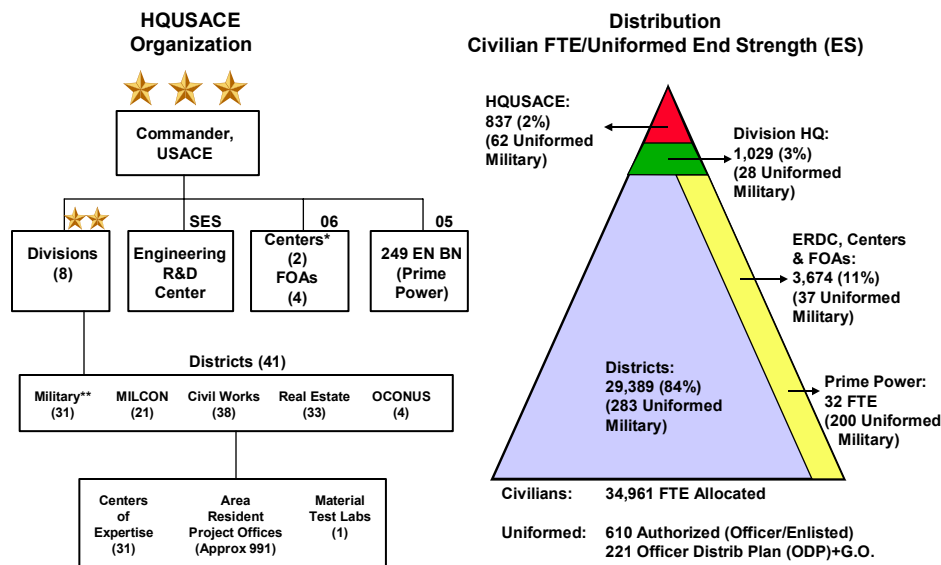 HQUSACE
Organization
Commander,
USACE
Divisions
(8)
SES
Engineering
R&D
Center
06
Centers*
(2)
FOAs
(4)
05
249 EN BN
(Prime
Power)
Districts (41)
Military**
(31)
MILCON
(21)
Civil Works
(38)
Real Estate
(33)
OCONUS
(4)
Centers
of
Expertise
(31)
Area
Resident
Project Offices
(Approx 991)
Material
Test Labs
(1)
Distribution
Civilian FTE/Uniformed End Strength (ES)
HQUSACE:
837 (2%)
(62 Uniformed
Military)
Division HQ:
1,029 (3%)
(28 Uniformed
Military)
ERDC, Centers
& FOAs:
3,674 (11%)
(37 Uniformed
Military)
Districts:
29,389 (84%)
(283 Uniformed
Military)
Prime Power:
32 FTE
(200 Uniformed
Military)
Civilians: 34,961 FTE Allocated
Uniformed: 610 Authorized (Officer/Enlisted)
221 Officer Distrib Plan (ODP)+G.O.